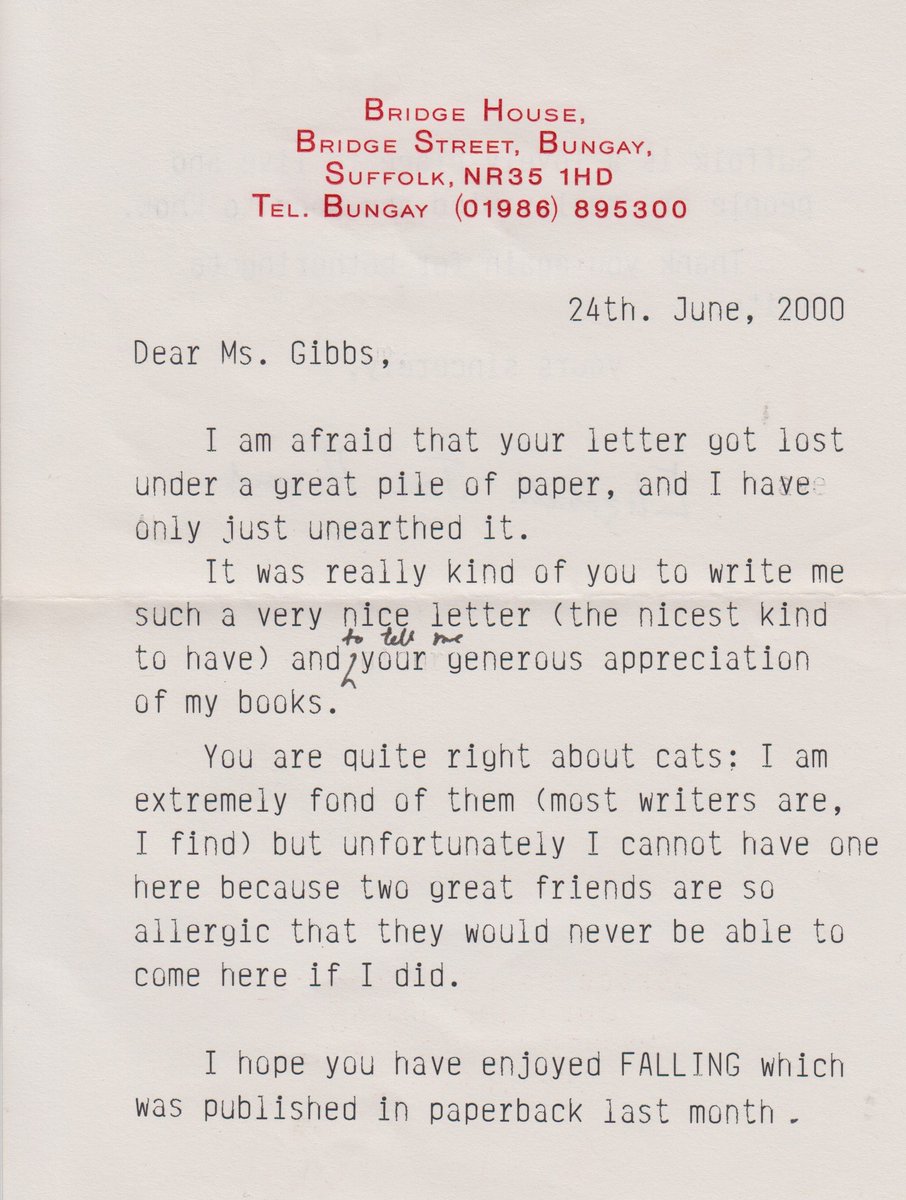 BRIDGE HOUSE,
BRIDGE STREET, BUNGAY,
SUFFOLK, NR35 1HD
TEL. BUNGAY (01986) 895300
24th. June, 2000
Dear Ms. Gibbs,
I am afraid that your letter got lost
under a great pile of paper, and I have
only just unearthed it.
It was really kind of you to write me
such a very nice letter (the nicest kind
to tell me
to have) and your generous appreciation
of my books.
You are quite right about cats: I am
extremely fond of them (most writers are,
I find) but unfortunately I cannot have one
here because two great friends are so
allergic that they would never be able to
come here if I did.
I hope you have enjoyed FALLING which
was published in paperback last month.